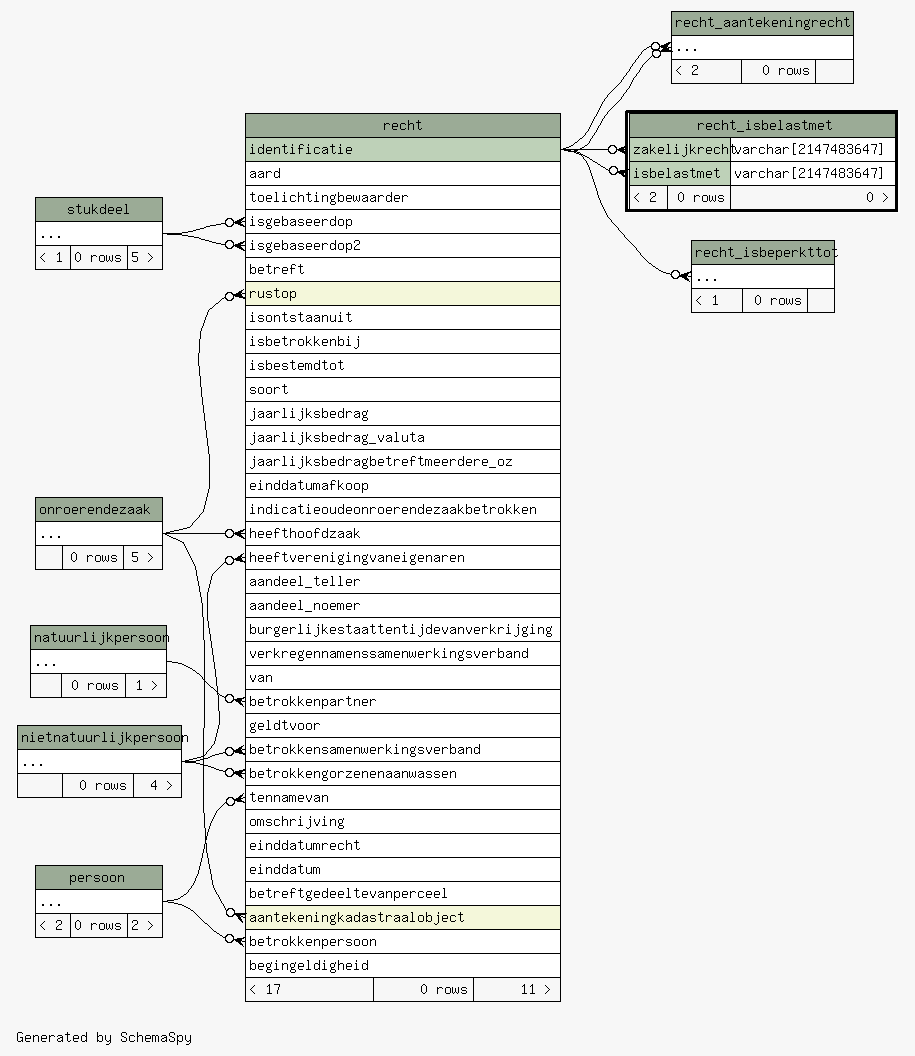 recht_aantekeningrecht
...
< 2 0 rows
recht
recht_isbelastmet
identificatie
zakelijkrecht varchar[2147483647]
aard
isbelastmet varchar[2147483647]
toelichtingbewaarder
< 2 0 rows 0 >
stukdeel
isgebaseerdop
...
isgebaseerdop2
recht_isbeperkttot
< 1 0 rows 5 >
betreft
...
rustop
< 1 0 rows
isontstaanuit
isbetrokkenbij
isbestemdtot
soort
jaarlijksbedrag
jaarlijksbedrag_valuta
jaarlijksbedragbetreftmeerdere_oz
einddatumafkoop
onroerendezaak
indicatieoudeonroerendezaakbetrokken
...
heefthoofdzaak
0 rows 5 >
heeftverenigingvaneigenaren
aandeel_teller
aandeel_noemer
natuurlijkpersoon
burgerlijkestaattentijdevanverkrijging
...
verkregennamenssamenwerkingsverband
0 rows 1 >
van
betrokkenpartner
geldtvoor
nietnatuurlijkpersoon
betrokkensamenwerkingsverband
...
betrokkengorzenenaanwassen
0 rows 4 >
tennamevan
omschrijving
einddatumrecht
persoon
einddatum
...
betreftgedeeltevanperceel
< 2 0 rows 2 >
aantekeningkadastraalobject
betrokkenpersoon
begingeldigheid
< 17 0 rows 11 >
Generated by SchemaSpy